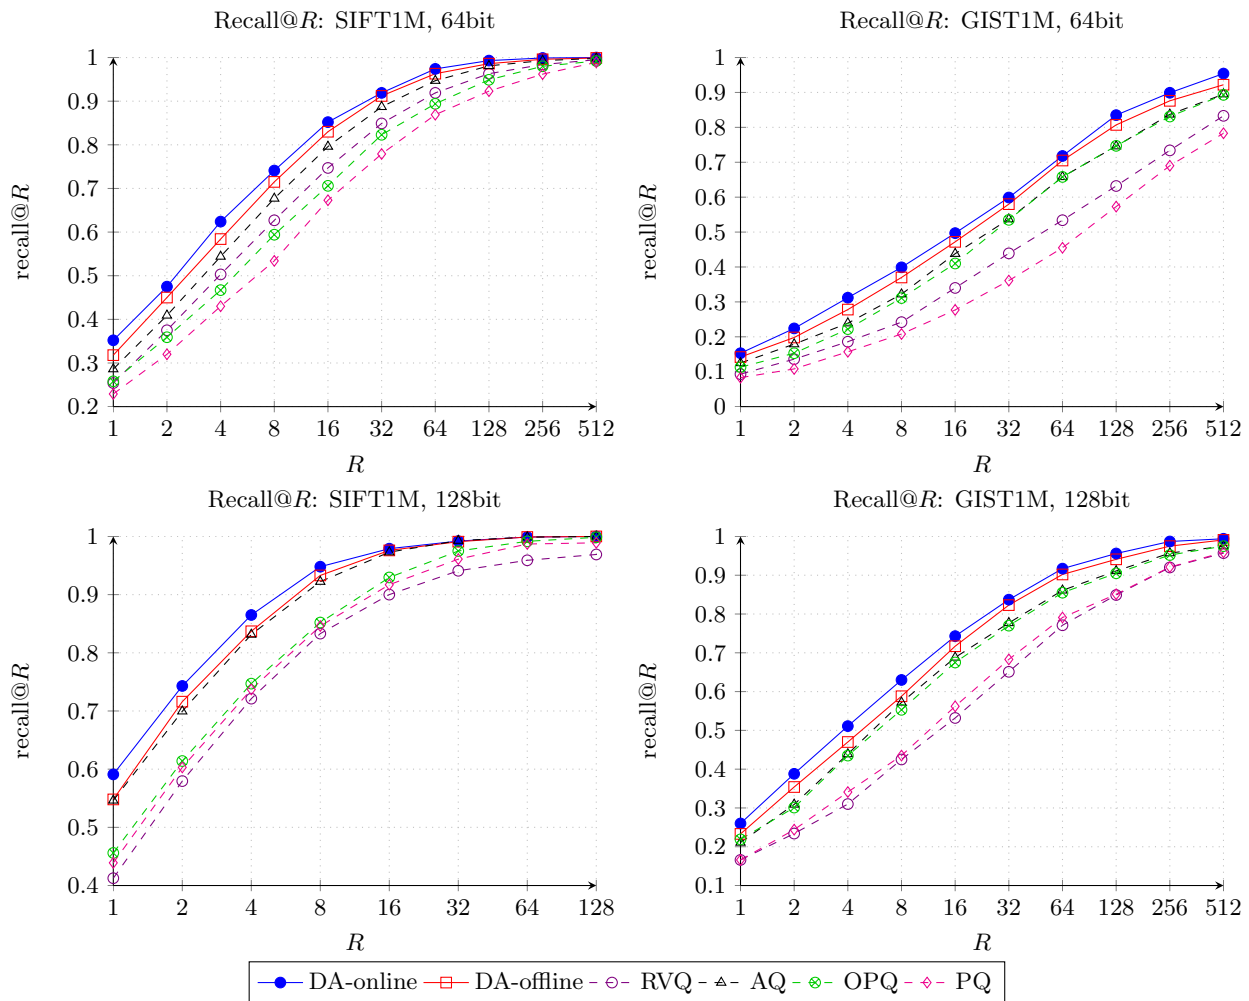 Recall@R: SIFT1M, 64bit
1
0.9
0.8
0.7
0.6
0.5
0.4
0.3
0.2
recall@R
1 2 4 8 16 32 64 128 256 512
R
Recall@R: GIST1M, 64bit
1
0.9
0.8
0.7
0.6
0.5
0.4
0.3
0.2
0.1
0
recall@R
1 2 4 8 16 32 64 128 256 512
R
Recall@R: SIFT1M, 128bit
1
0.9
0.8
0.7
0.6
0.5
0.4
recall@R
1 2 4 8 16 32 64 128
R
Recall@R: GIST1M, 128bit
1
0.9
0.8
0.7
0.6
0.5
0.4
0.3
0.2
0.1
recall@R
1 2 4 8 16 32 64 128 256 512
R
DA-online DA-offline RVQ AQ OPQ PQ